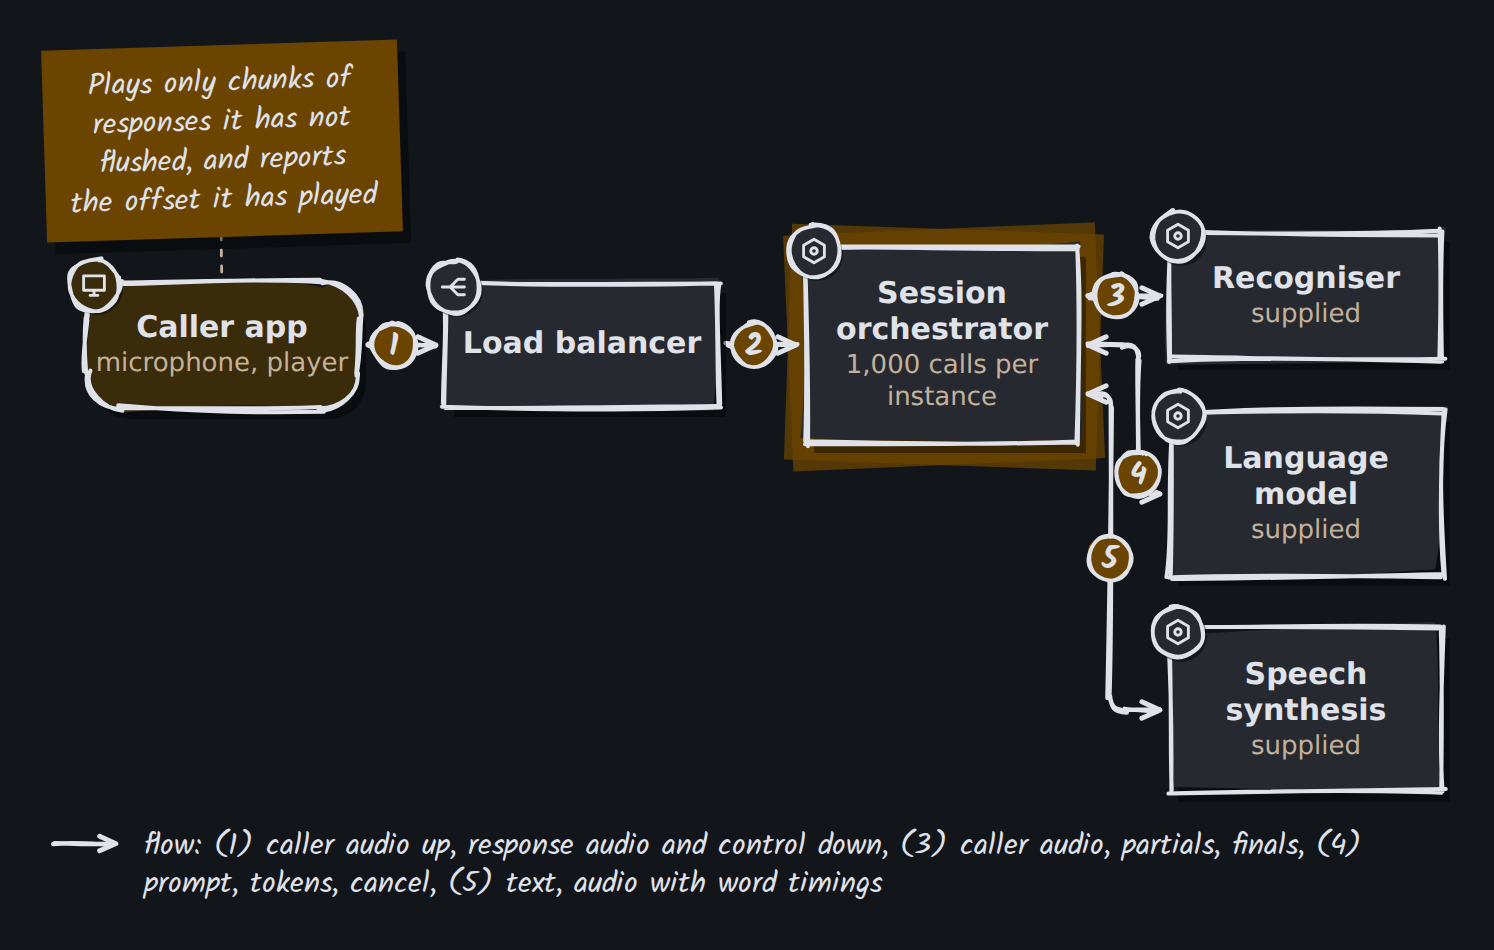 Plays only chunks of
responses it has not
flushed, and reports
the offset it has played
Caller app
microphone, player
1
Load balancer
2
Session
orchestrator
1,000 calls per
instance
3
Recogniser
supplied
4
Language
model
supplied
5
Speech
synthesis
supplied
flow: (1) caller audio up, response audio and control down, (3) caller audio, partials, finals, (4)
prompt, tokens, cancel, (5) text, audio with word timings